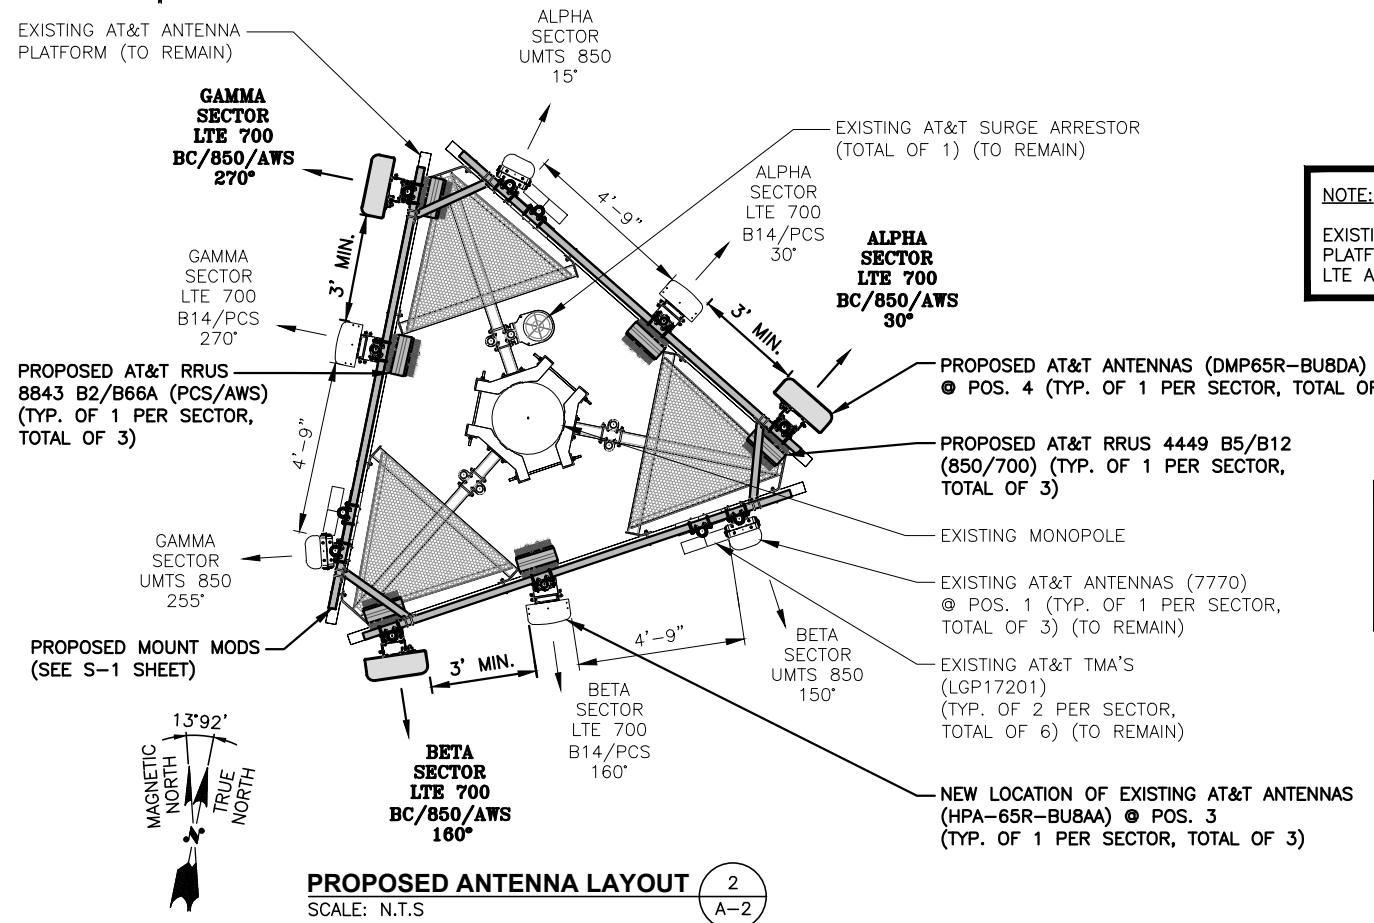 EXISTING AT&T ANTENNA
PLATFORM (TO REMAIN)
ALPHA
SECTOR
UMTS 850
15°
GAMMA
SECTOR
LTE 700
BC/850/AWS
270°
EXISTING AT&T SURGE ARRESTOR
(TOTAL OF 1) (TO REMAIN)
4'-9"
ALPHA
SECTOR
LTE 700
B14/PCS
30°
NOTE:
EXISTI
PLATF
LTE A
ALPHA
SECTOR
LTE 700
BC/850/AWS
30°
3' MIN.
GAMMA
SECTOR
LTE 700
B14/PCS
270°
3' MIN.
PROPOSED AT&T RRUS
8843 B2/B66A (PCS/AWS)
(TYP. OF 1 PER SECTOR,
TOTAL OF 3)
PROPOSED AT&T ANTENNAS (DMP65R-BU8DA)
@ POS. 4 (TYP. OF 1 PER SECTOR, TOTAL OF
4'-9"
PROPOSED AT&T RRUS 4449 B5/B12
(850/700) (TYP. OF 1 PER SECTOR,
TOTAL OF 3)
EXISTING MONOPOLE
GAMMA
SECTOR
UMTS 850
255°
EXISTING AT&T ANTENNAS (7770)
@ POS. 1 (TYP. OF 1 PER SECTOR,
TOTAL OF 3) (TO REMAIN)
PROPOSED MOUNT MODS
(SEE S-1 SHEET)
3' MIN.
4'-9"
BETA
SECTOR
UMTS 850
150°
EXISTING AT&T TMA'S
(LGP17201)
(TYP. OF 2 PER SECTOR,
TOTAL OF 6) (TO REMAIN)
BETA
SECTOR
LTE 700
B14/PCS
160°
13°92'
MAGNETIC
NORTH
TRUE
NORTH
N
BETA
SECTOR
LTE 700
BC/850/AWS
160°
NEW LOCATION OF EXISTING AT&T ANTENNAS
(HPA-65R-BU8AA) @ POS. 3
(TYP. OF 1 PER SECTOR, TOTAL OF 3)
PROPOSED ANTENNA LAYOUT
2
A-2
SCALE: N.T.S